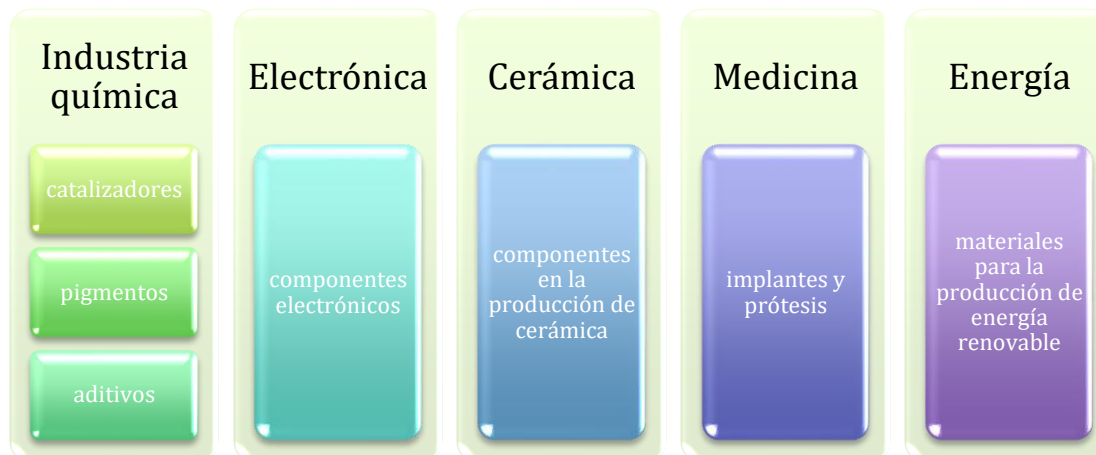 Industria
química
catalizadores
pigmentos
aditivos
Electrónica
componentes
electrónicos
Cerámica
componentes
en la
producción de
cerámica
Medicina
implantes y
prótesis
Energía
materiales
para la
producción de
energía
renovable